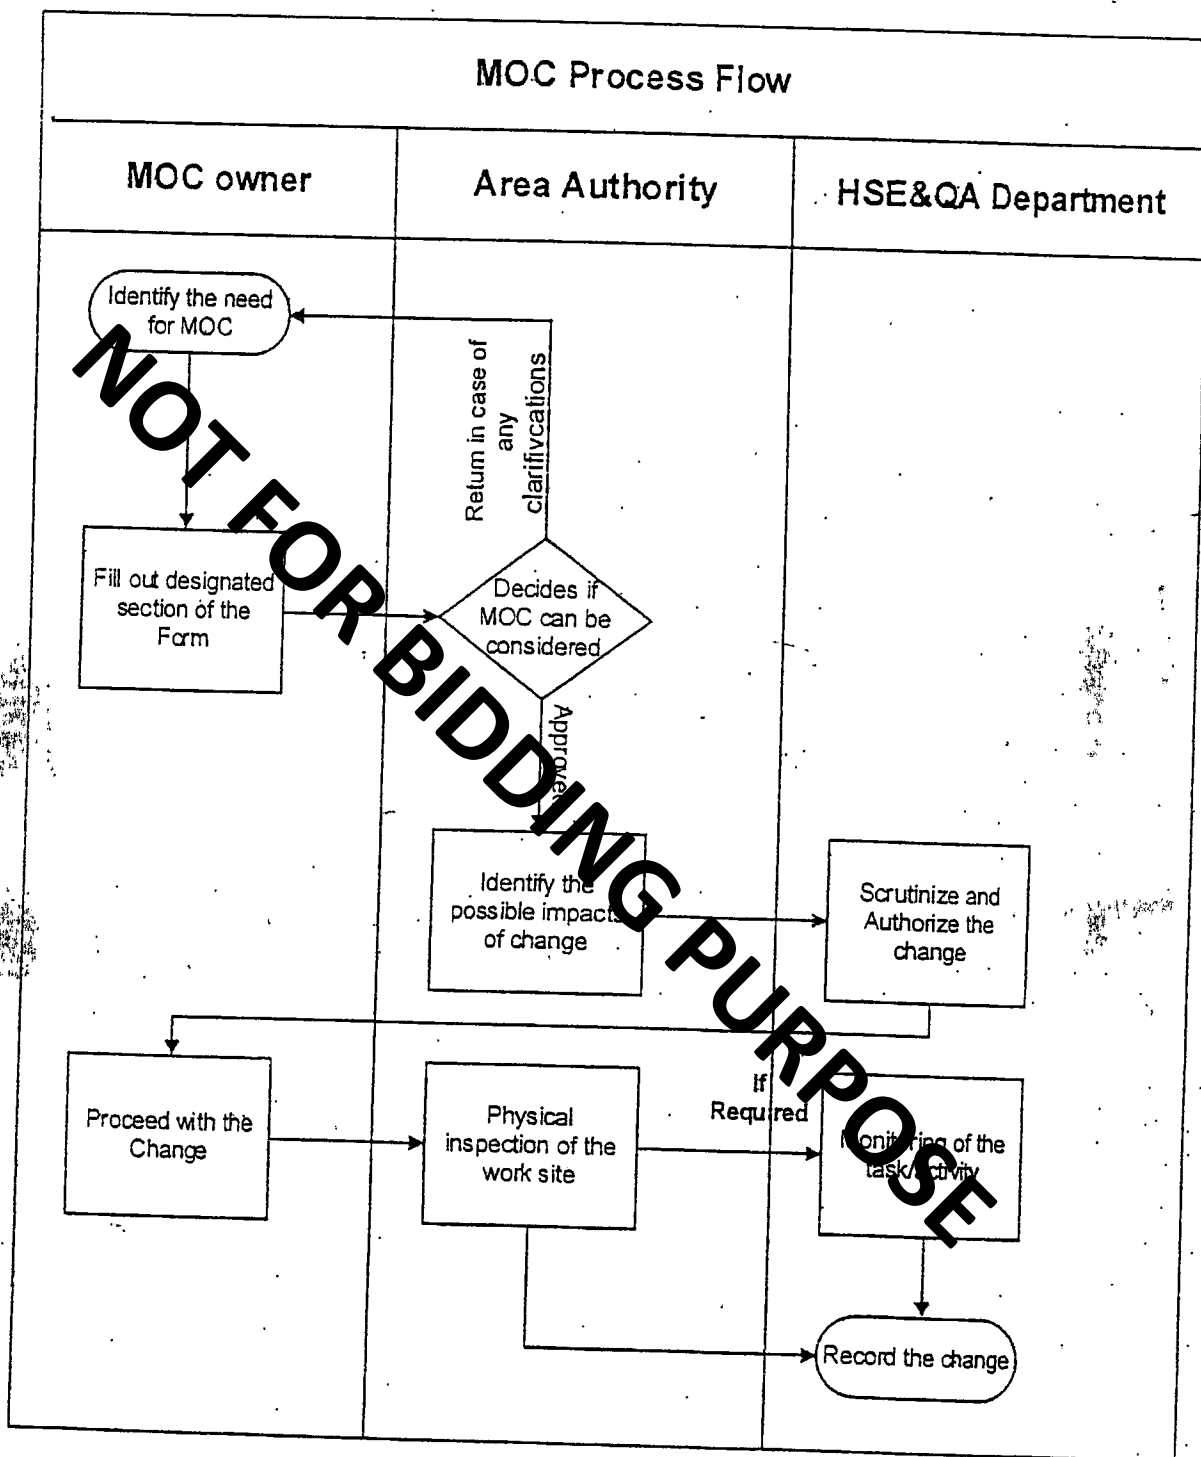 MOC Process Flow
MOC owner
Area Authority
HSE&QA Department
Identify the need
for MOC
Return in case of
any
clarifivcations
Fill out designated
section of the
Form
Decides if
MOC can be
considered
Identify the
possible impacts
of change
Scrutinize and
Authorize the
change
Proceed with the
Change
Physical
inspection of the
work site
If
Required
Monitoring of the
task/activity
Record the change
NOT FOR BIDDING PURPOSE